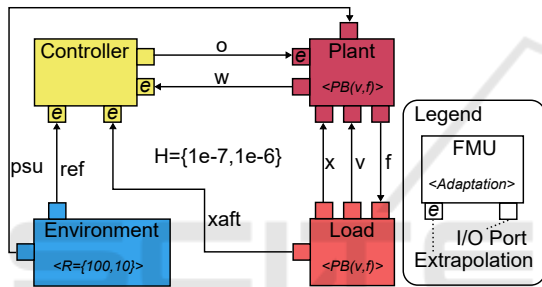 Controller
o
Plant
e
w
e
<PB(v,f)>
e
e
Legend
FMU
<Adaptation>
e
I/O Port
Extrapolation
psu
ref
H={1e-7,1e-6}
x
v
f
xaft
Environment
<R={100,10}>
Load
<PB(v,f)>